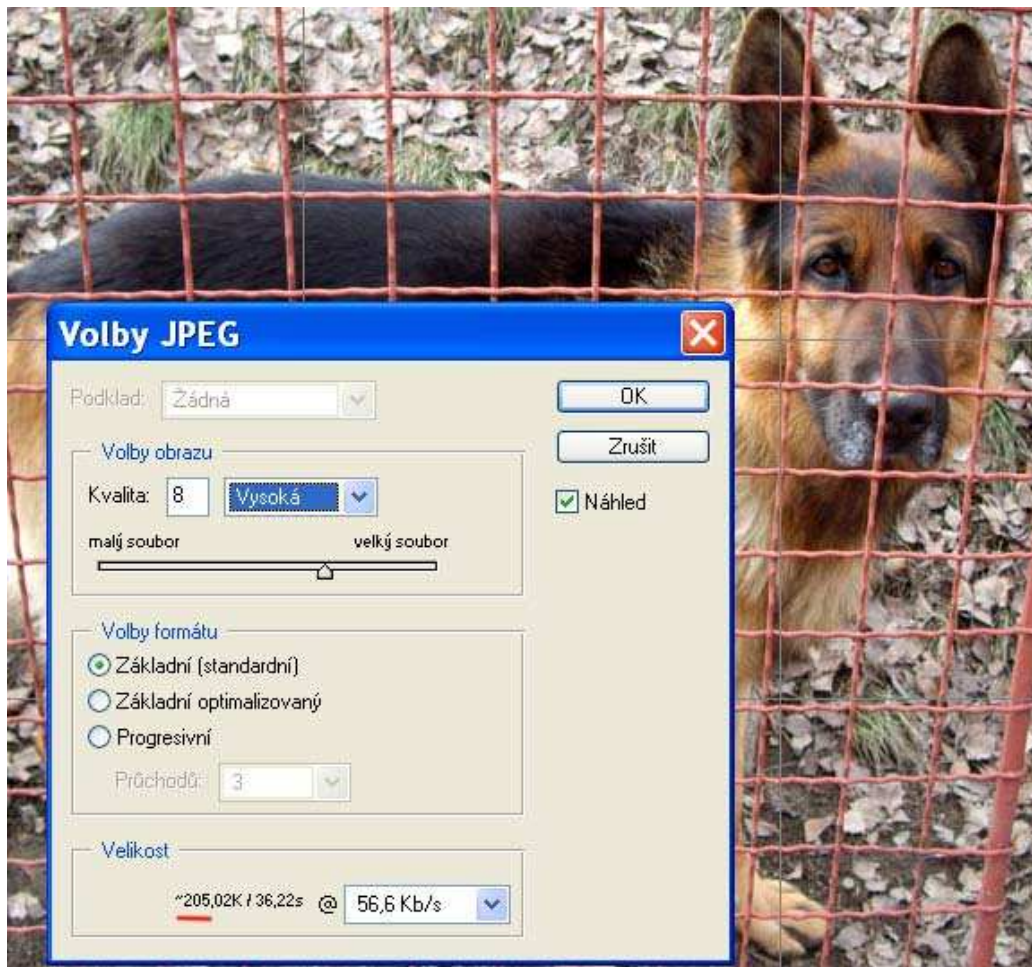 Volby JPEG
Podklad: Žádná
OK
Zrušit
Náhled
Volby obrazu
Kvalita: 8 Vysoká
malý soubor velký soubor
Volby formátu
Základní (standardní)
Základní optimalizovaný
Progresivní
Průchodů: 3
Velikost
~205,02K / 36,22s @ 56,6 Kb/s